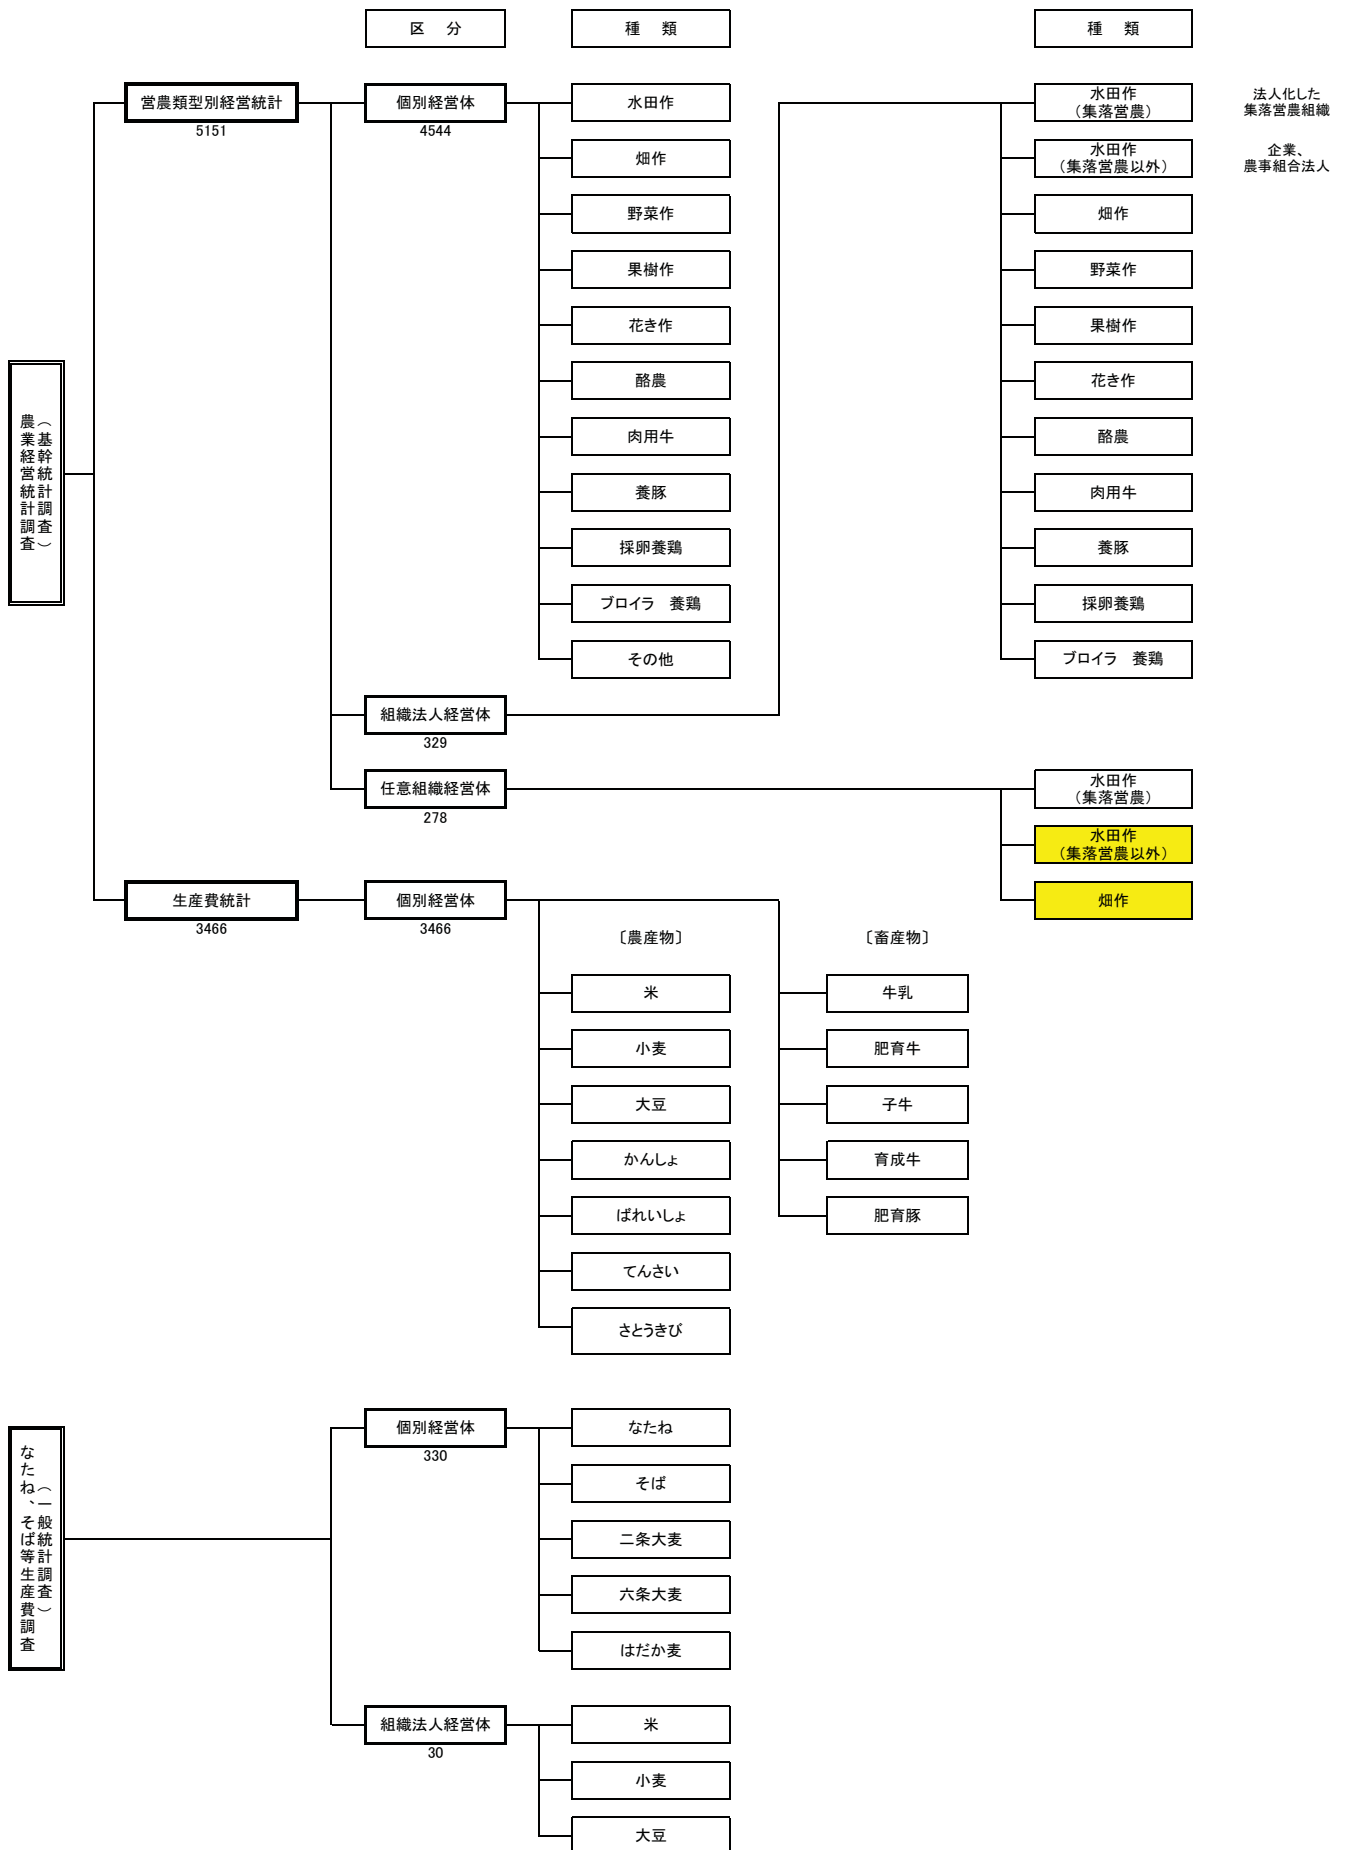 区　分
種　類
種　類
農業経営統計調査
（基幹統計調査）
営農類型別経営統計
5151
個別経営体
4544
水田作
畑作
野菜作
果樹作
花き作
酪農
肉用牛
養豚
採卵養鶏
ブロイラ　養鶏
その他
組織法人経営体
329
水田作
（集落営農）
法人化した
集落営農組織
水田作
（集落営農以外）
企業、
農事組合法人
畑作
野菜作
果樹作
花き作
酪農
肉用牛
養豚
採卵養鶏
ブロイラ　養鶏
任意組織経営体
278
水田作
（集落営農）
水田作
（集落営農以外）
畑作
生産費統計
3466
個別経営体
3466
〔農産物〕
米
小麦
大豆
かんしょ
ばれいしょ
てんさい
さとうきび
〔畜産物〕
牛乳
肥育牛
子牛
育成牛
肥育豚
なたね、そば等生産費調査
（一般統計調査）
個別経営体
330
なたね
そば
二条大麦
六条大麦
はだか麦
組織法人経営体
30
米
小麦
大豆